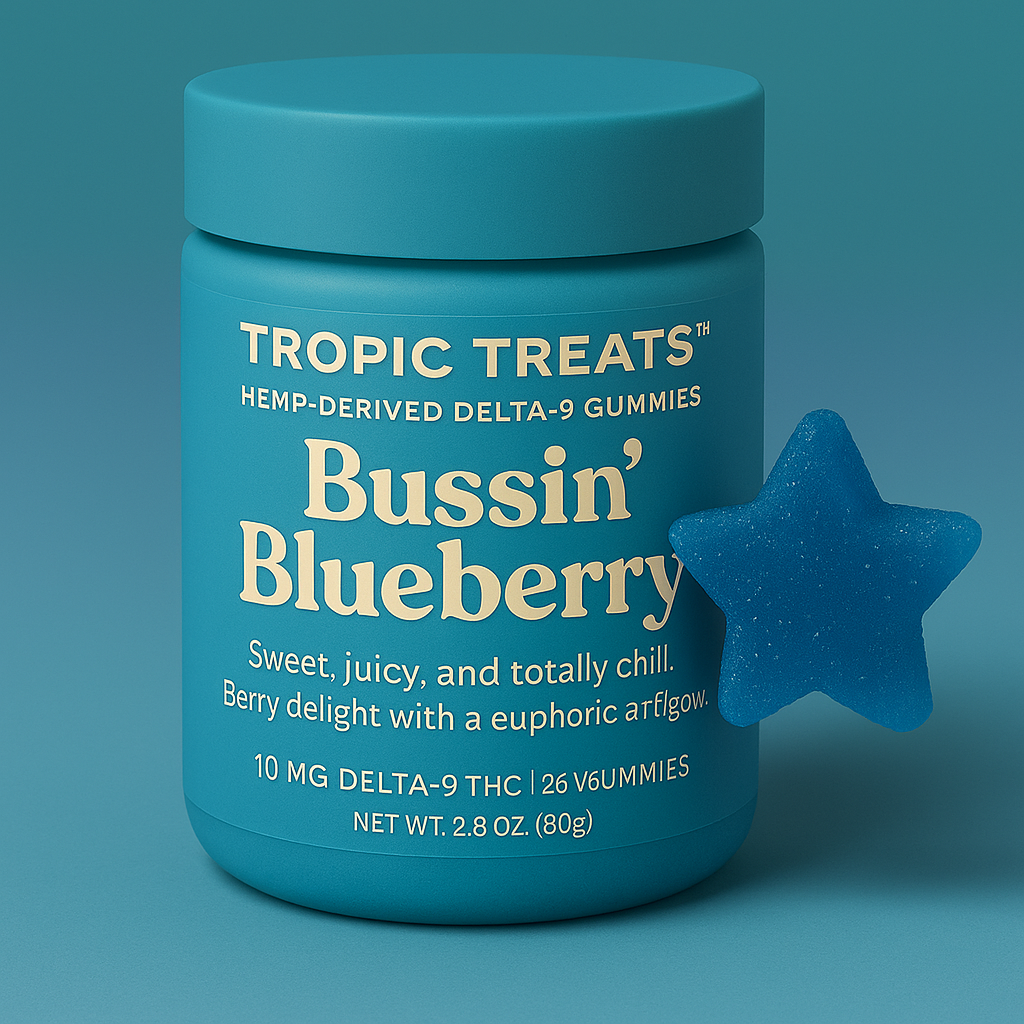 TROPIC TREATS™
HEMP-DERIVED DELTA-9 GUMMIES
Bussin’
Blueberry
Sweet, juicy, and totally chill.
Berry delight with a euphoric
10 MG DELTA-9 THC | 26 V6UMMIES
NET WT. 2.8 OZ. (80g)